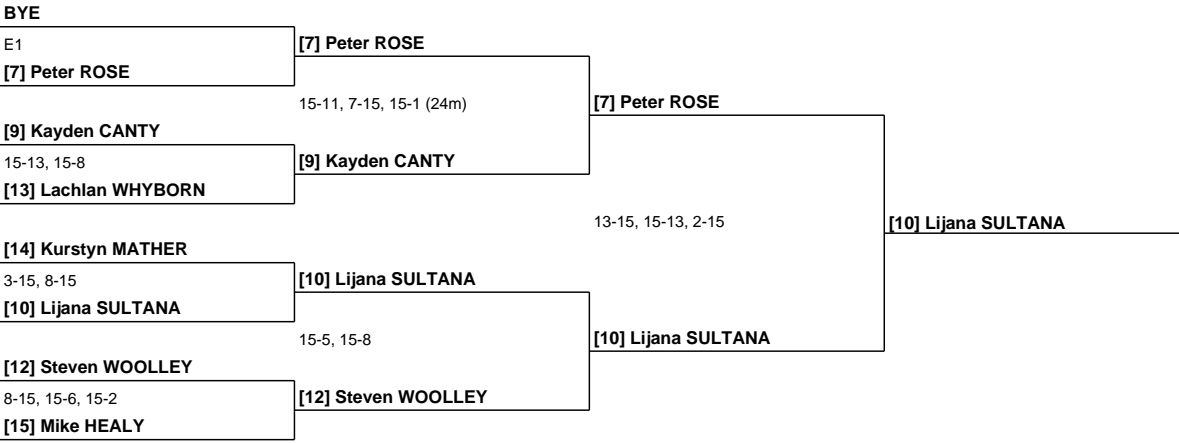 BYE
E1
[7] Peter ROSE
[7] Peter ROSE
15-11, 7-15, 15-1 (24m)
[7] Peter ROSE
[9] Kayden CANTY
15-13, 15-8
[9] Kayden CANTY
[13] Lachlan WHYBORN
13-15, 15-13, 2-15
[10] Lijana SULTANA
[14] Kurstyn MATHER
3-15, 8-15
[10] Lijana SULTANA
[10] Lijana SULTANA
15-5, 15-8
[10] Lijana SULTANA
[12] Steven WOOLLEY
8-15, 15-6, 15-2
[12] Steven WOOLLEY
[15] Mike HEALY